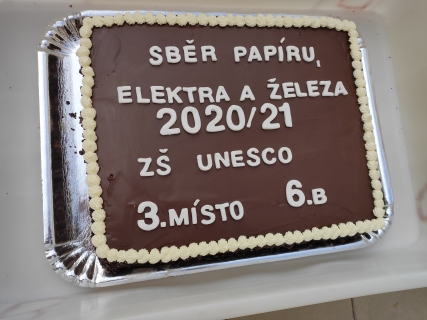 SBĚR PAPÍRU,
ELEKTRA A ŽELEZA
2020/21
ZŠ UNESCO
3.MÍSTO 6.B